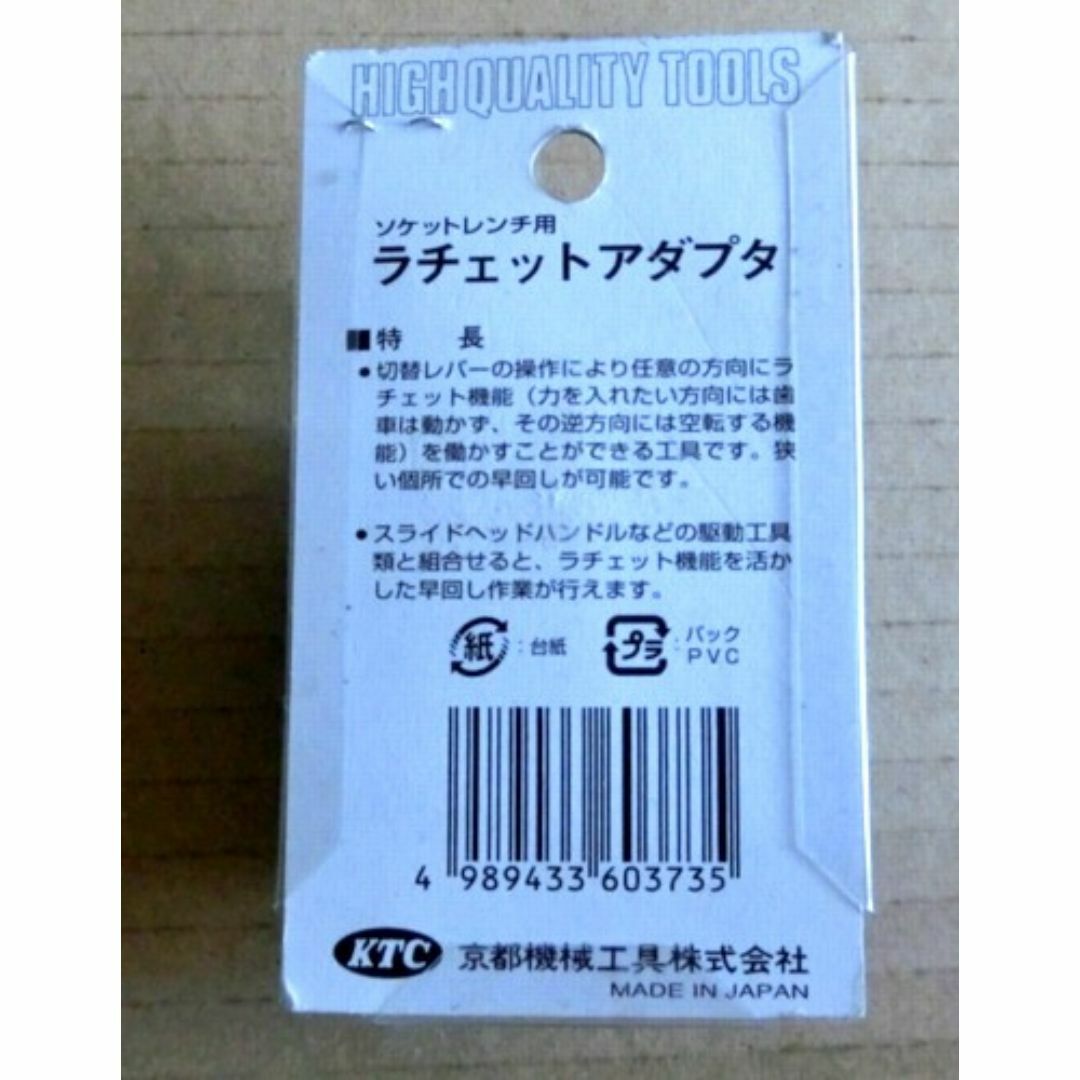 HIGH QUALITY TOOLS
ソケットレンチ用
ラチェットアダプタ
特 長
●切替レバーの操作により任意の方向にラ
チェット機能（力を入れたい方向には歯
車は動かず、その逆方向には空転する機
能）を働かすことができる工具です。狭
い個所での早回しが可能です。
●スライドヘッドハンドルなどの駆動工具
類と組合せると、ラチェット機能を活か
した早回し作業が行えます。
紙 : 台紙 プラ : パック
PVC
4 989433 603735
KTC 京都機械工具株式会社
MADE IN JAPAN